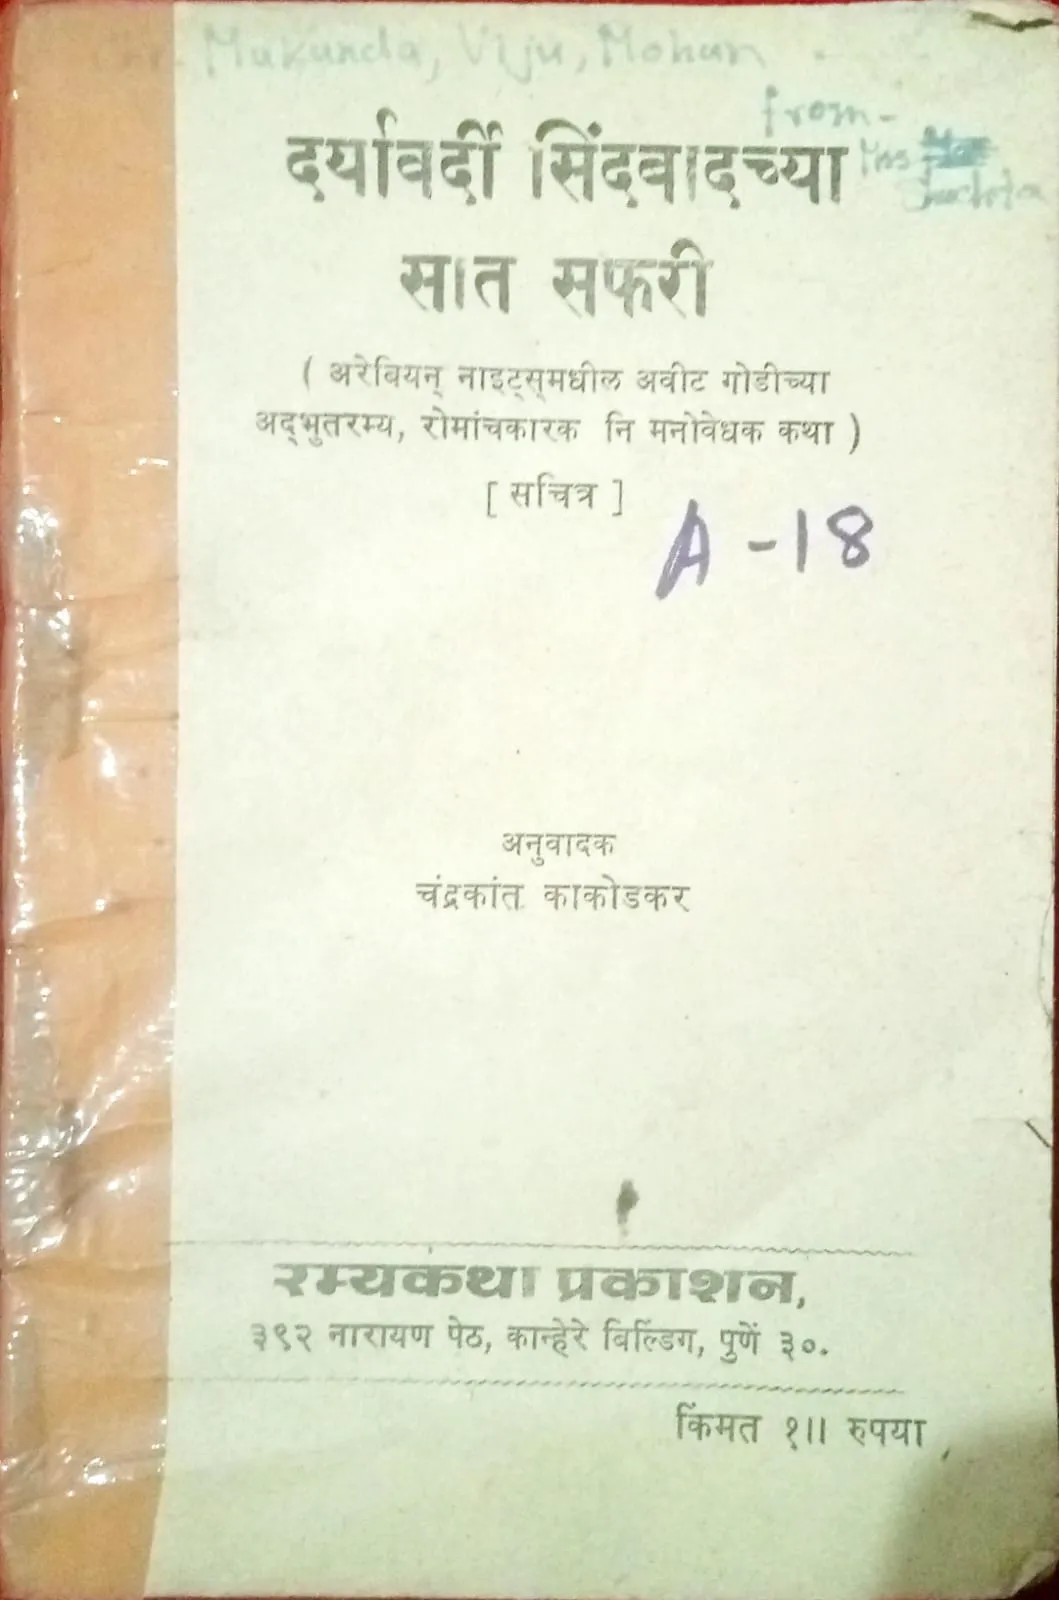 Mukunda, Viju, Mohan
from-
दर्यावर्दी सिंदबादच्या
सात सफरी
( अरेबियन् नाइट्स्‌मधील अवीट गोडीच्या
अद्‌भुतरम्य, रोमांचकारक नि मनोवेधक कथा )
[ सचित्र ]
A-18
अनुवादक
चंद्रकांत काकोडकर
रम्यकथा प्रकाशन,
३९२ नारायण पेठ, कान्हेरे बिल्डिंग, पुणें ३०.
किंमत १॥ रुपया